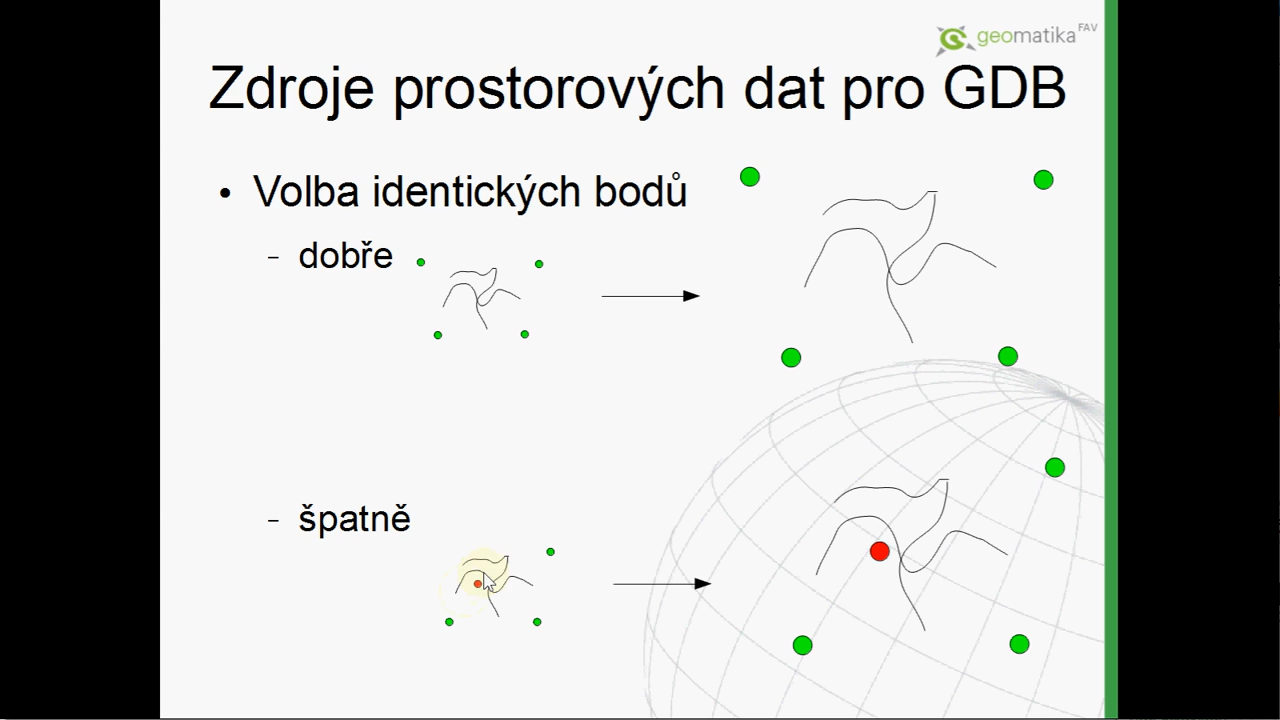 geomatika FAV
Zdroje prostorových dat pro GDB
• Volba identických bodů
– dobře
– špatně